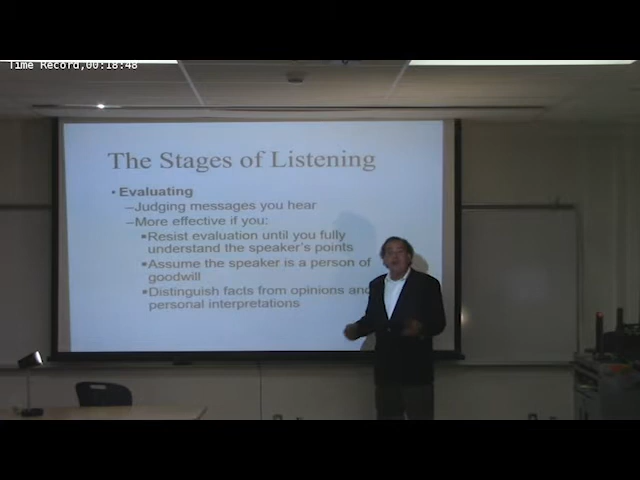 Time Record,00:18:48
The Stages of Listening
• Evaluating
–Judging messages you hear
–More effective if you:
▪Resist evaluation until you fully
understand the speaker's points
▪Assume the speaker is a person of
goodwill
▪Distinguish facts from opinions and
personal interpretations